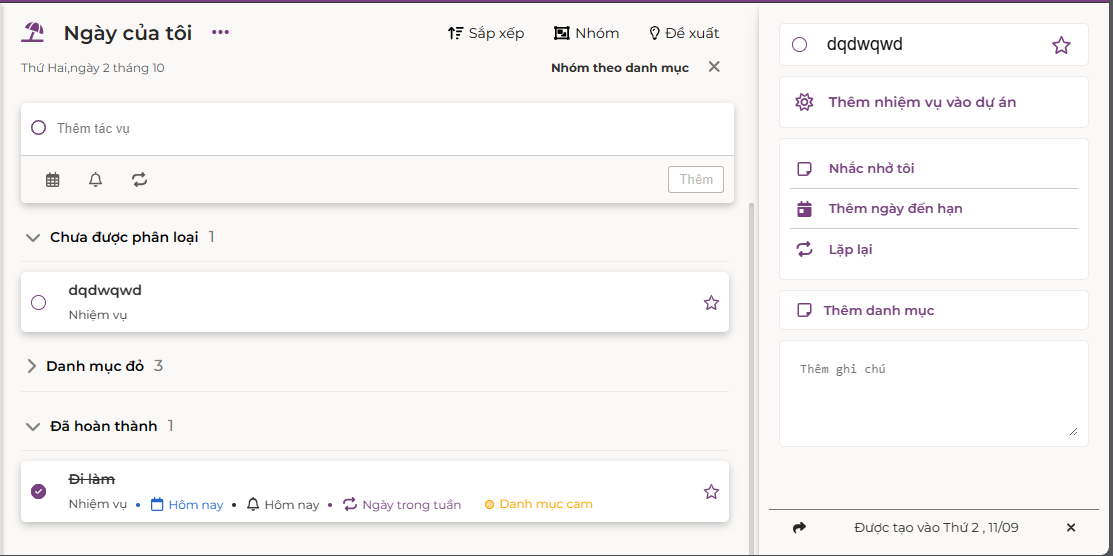 Ngày của tôi
Sắp xếp Nhóm Đề xuất
Thứ Hai,ngày 2 tháng 10
Nhóm theo danh mục
Thêm tác vụ
Thêm
Chưa được phân loại 1
dqdwqwd
Nhiệm vụ
Danh mục đỏ 3
Đã hoàn thành 1
Đi làm
Nhiệm vụ • Hôm nay • Hôm nay • Ngày trong tuần Danh mục cam
dqdwqwd
Thêm nhiệm vụ vào dự án
Nhắc nhở tôi
Thêm ngày đến hạn
Lặp lại
Thêm danh mục
Thêm ghi chú
Được tạo vào Thứ 2 , 11/09